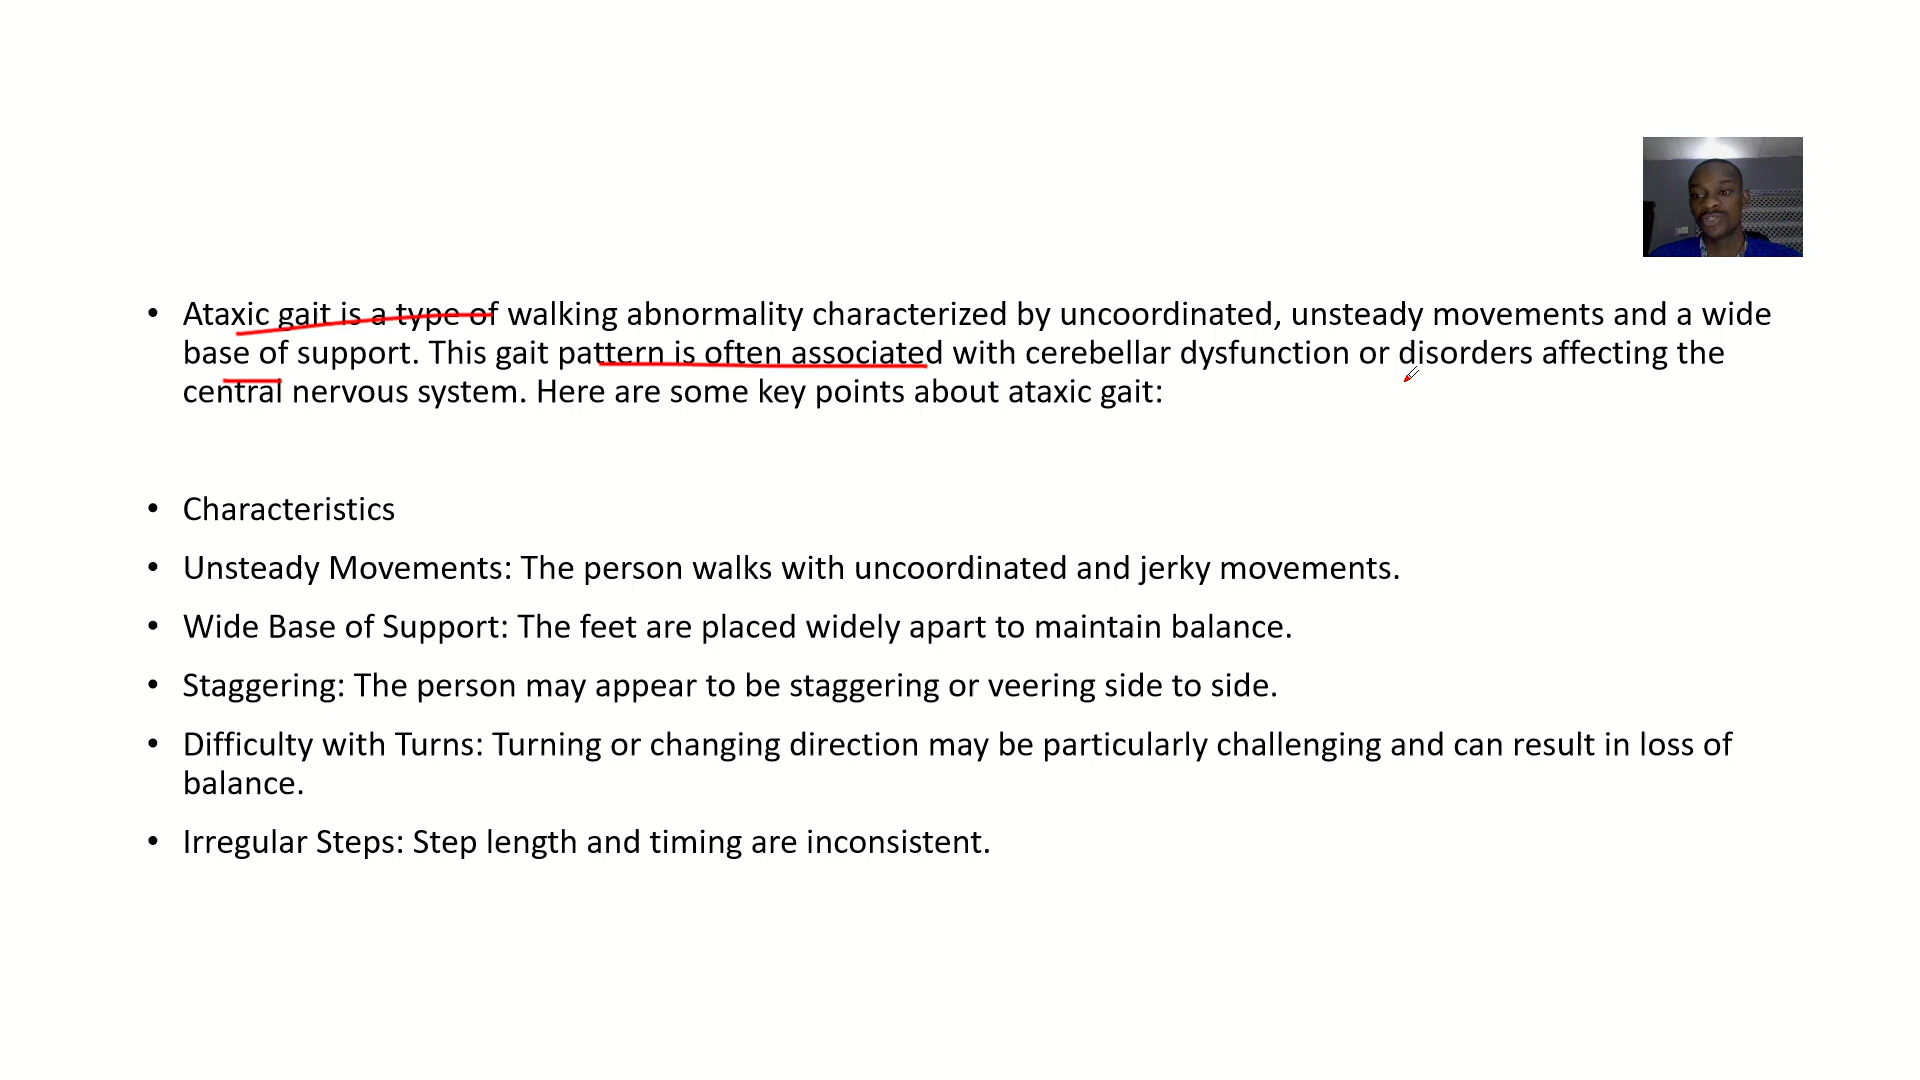 • Ataxic gait is a type of walking abnormality characterized by uncoordinated, unsteady movements and a wide
base of support. This gait pattern is often associated with cerebellar dysfunction or disorders affecting the
central nervous system. Here are some key points about ataxic gait:
• Characteristics
• Unsteady Movements: The person walks with uncoordinated and jerky movements.
• Wide Base of Support: The feet are placed widely apart to maintain balance.
• Staggering: The person may appear to be staggering or veering side to side.
• Difficulty with Turns: Turning or changing direction may be particularly challenging and can result in loss of
balance.
• Irregular Steps: Step length and timing are inconsistent.